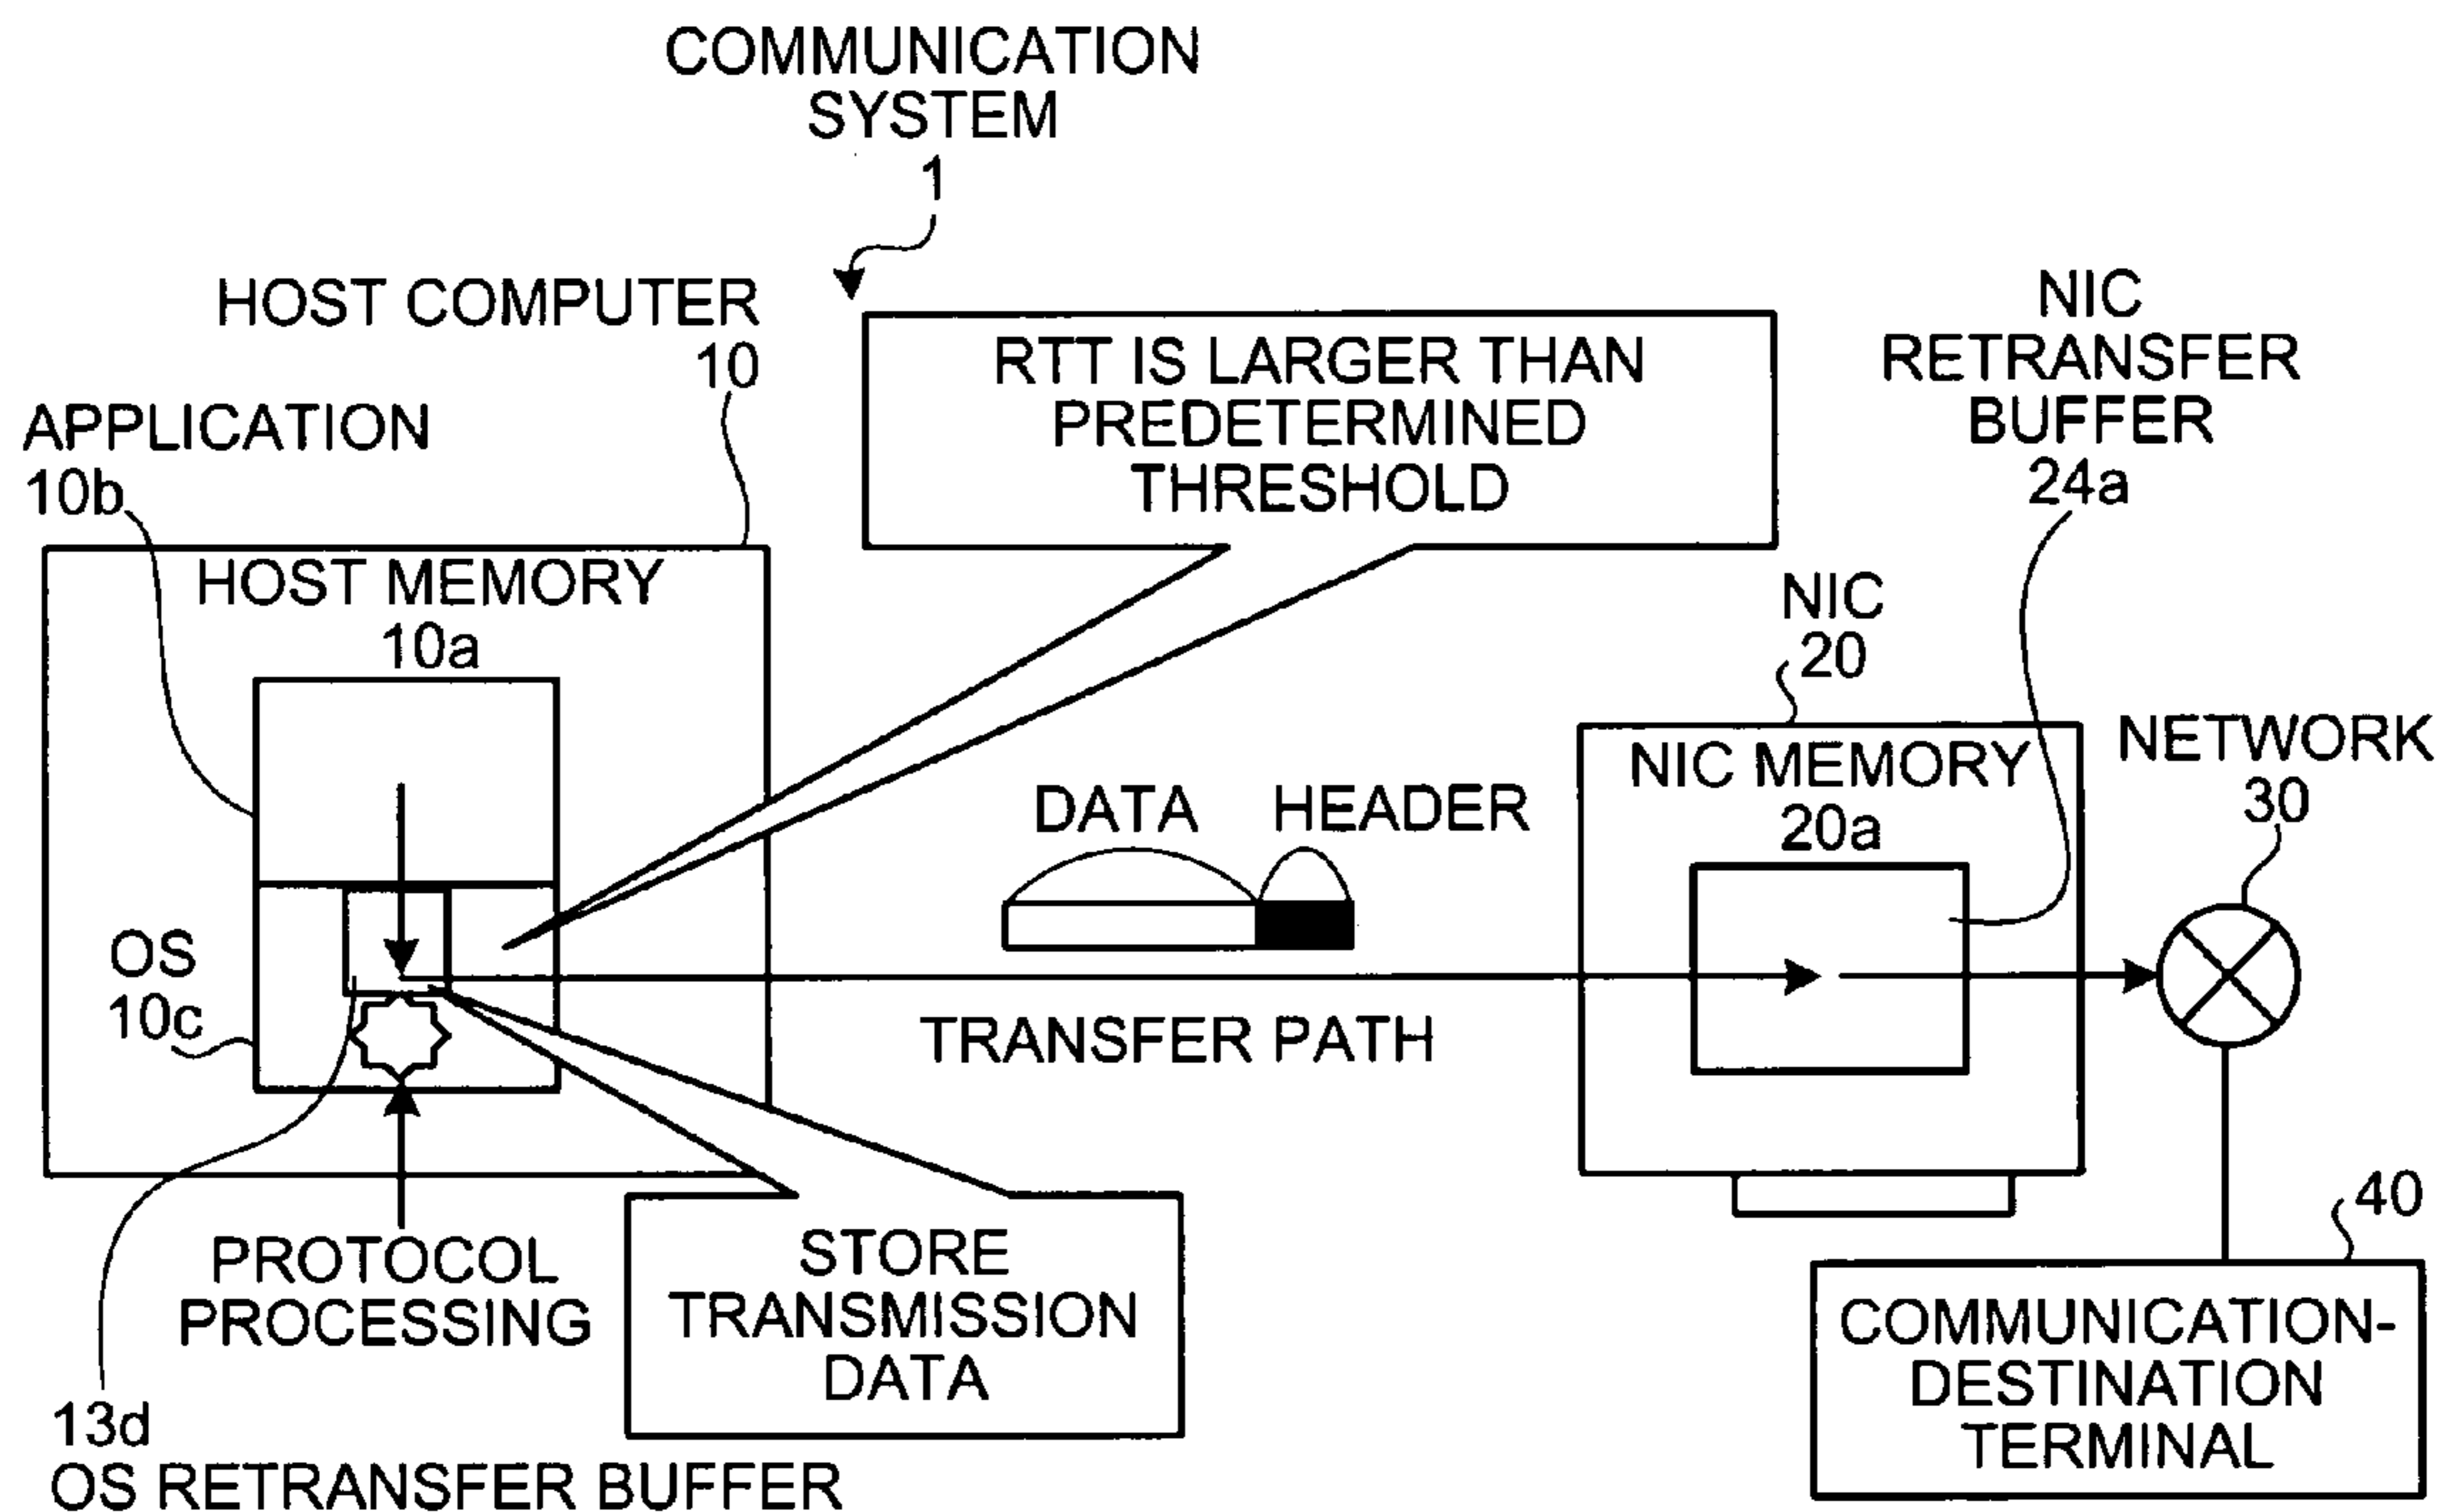 COMMUNICATION
SYSTEM
1
HOST COMPUTER
10
APPLICATION
10b
RTT IS LARGER THAN
PREDETERMINED
THRESHOLD
NIC
RETRANSFER
BUFFER
24a
HOST MEMORY
10a
NIC
20
NIC MEMORY
20a
NETWORK
30
DATA
HEADER
OS
10c
TRANSFER PATH
PROTOCOL
PROCESSING
STORE
TRANSMISSION
DATA
40
COMMUNICATION-
DESTINATION
TERMINAL
13d
OS RETRANSFER BUFFER